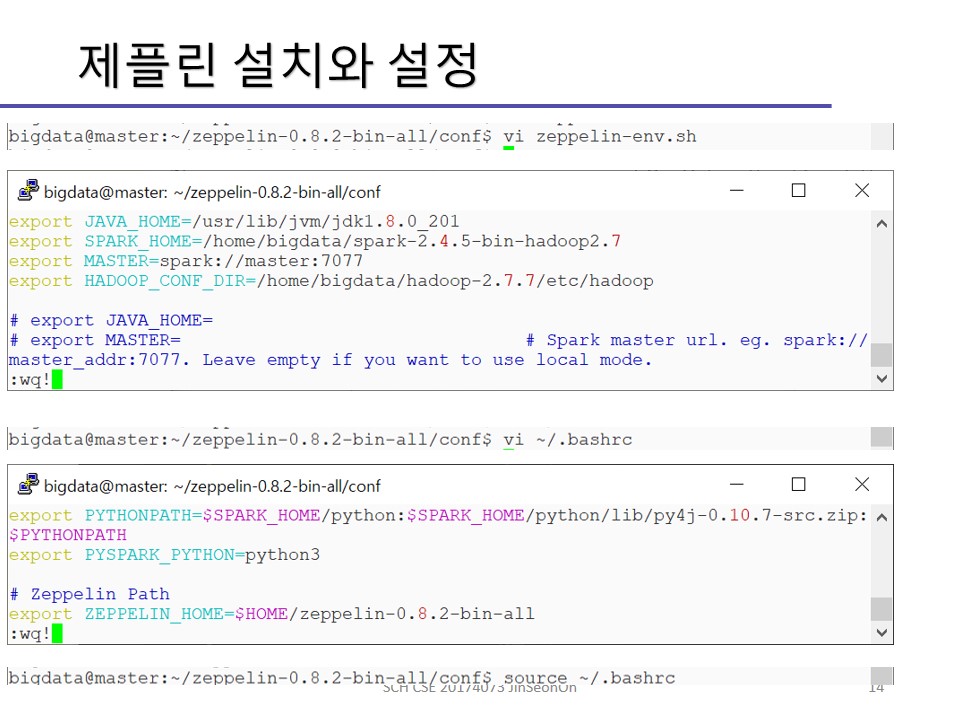 제플린 설치와 설정
bigdata@master:~/zeppelin-0.8.2-bin-all/conf$ vi zeppelin-env.sh
bigdata@master: ~/zeppelin-0.8.2-bin-all/conf
export JAVA_HOME=/usr/lib/jvm/jdk1.8.0_201
export SPARK_HOME=/home/bigdata/spark-2.4.5-bin-hadoop2.7
export MASTER=spark://master:7077
export HADOOP_CONF_DIR=/home/bigdata/hadoop-2.7.7/etc/hadoop
# export JAVA_HOME=
# export MASTER=                                 # Spark master url. eg. spark://
master_addr:7077. Leave empty if you want to use local mode.
:wq!
bigdata@master:~/zeppelin-0.8.2-bin-all/conf$ vi ~/.bashrc
bigdata@master: ~/zeppelin-0.8.2-bin-all/conf
export PYTHONPATH=$SPARK_HOME/python:$SPARK_HOME/python/lib/py4j-0.10.7-src.zip:
$PYTHONPATH
export PYSPARK_PYTHON=python3
# Zeppelin Path
export ZEPPELIN_HOME=$HOME/zeppelin-0.8.2-bin-all
:wq!
bigdata@master:~/zeppelin-0.8.2-bin-all/conf$ source ~/.bashrc
SCH CSE 20174073 JinSeonOh 14